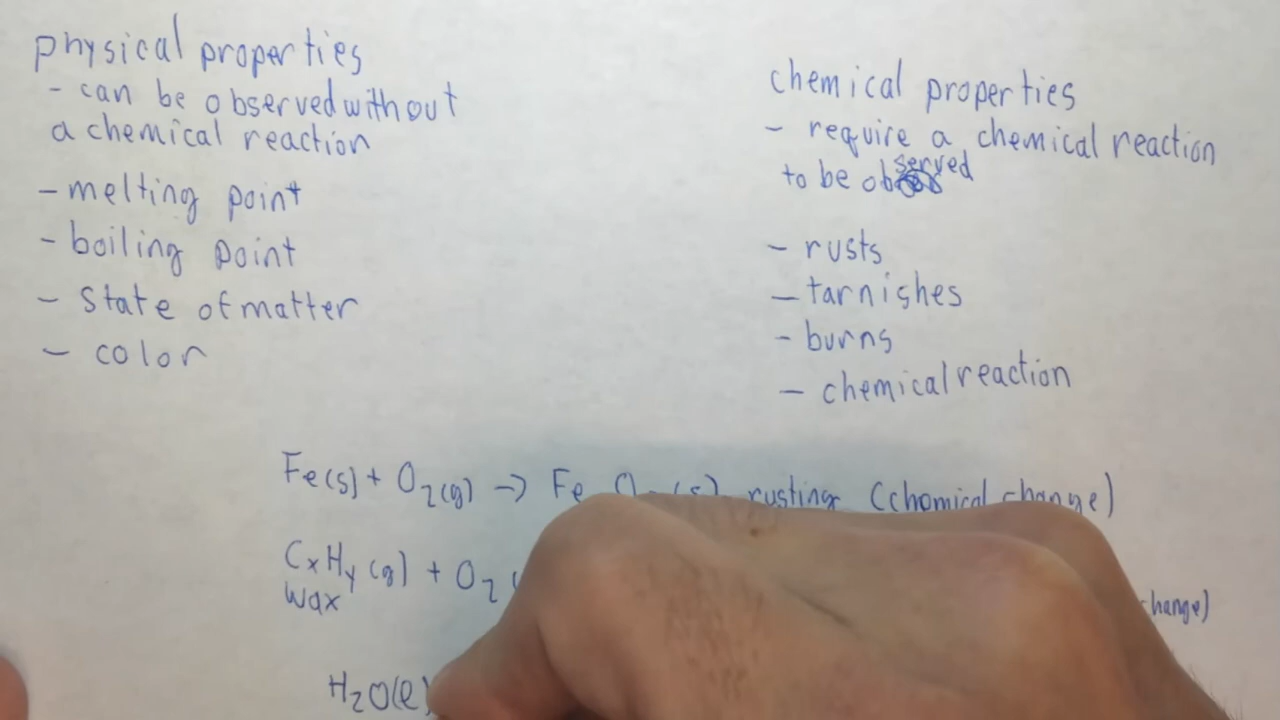 physical properties
- can be observed without
a chemical reaction
- melting point
- boiling point
- state of matter
- color
chemical properties
- require a chemical reaction
to be observed
- rusts
- tarnishes
- burns
- chemical reaction
Fe(s) + O₂(g) → Fe O (s) rusting (chemical change)
CxHy (g) + O₂ (
wax
hange)
H₂O(l)